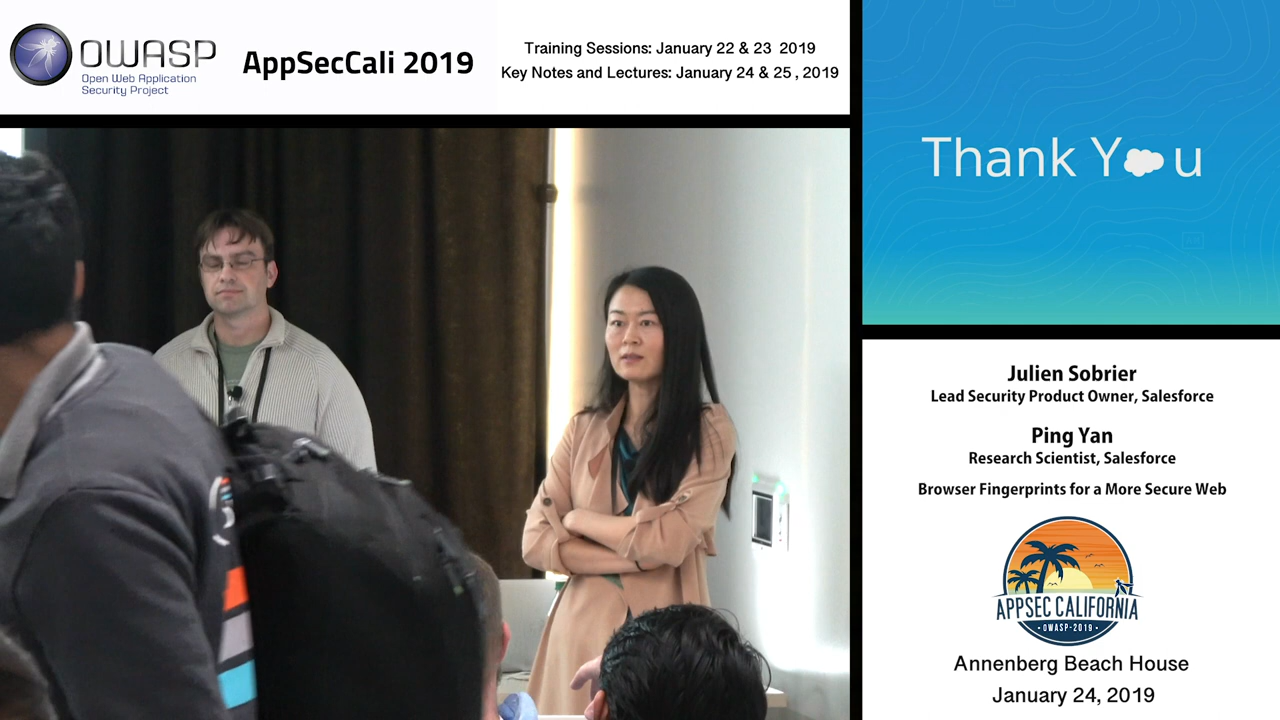 OWASP
Open Web Application
Security Project
AppSecCali 2019
Training Sessions: January 22 & 23 2019
Key Notes and Lectures: January 24 & 25 , 2019
Thank You
Julien Sobrier
Lead Security Product Owner, Salesforce
Ping Yan
Research Scientist, Salesforce
Browser Fingerprints for a More Secure Web
APPSEC CALIFORNIA
• OWASP-2019 •
Annenberg Beach House
January 24, 2019